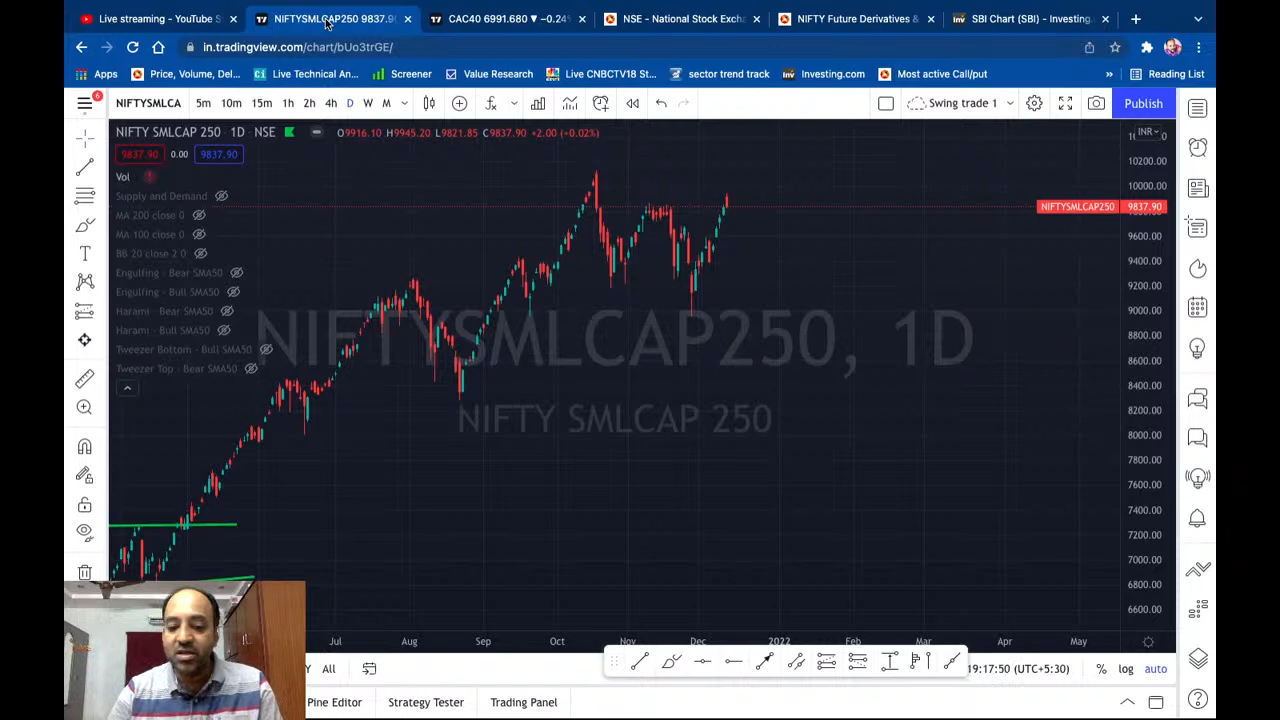 Live streaming - YouTube S
NIFTYSMLCAP250 9837.9
CAC40 6991.680 ▼ −0.24%
NSE - National Stock Exch
NIFTY Future Derivatives &
SBI Chart (SBI) - Investing.
in.tradingview.com/chart/bUo3trGE/
Apps
Price, Volume, Del...
Live Technical An...
Screener
Value Research
Live CNBCTV18 St...
sector trend track
Inv Investing.com
Most active Call/put
»
Reading List
6
NIFTYSMLCA
5m 10m 15m 1h 2h 4h D W M
Swing trade 1
Publish
NIFTY SMLCAP 250 · 1D · NSE
O9916.10 H9945.20 L9821.85 C9837.90 +2.00 (+0.02%)
INR
9837.90 0.00 9837.90
Vol
Supply and Demand
MA 200 close 0
MA 100 close 0
BB 20 close 2 0
Engulfing - Bear SMA50
Engulfing - Bull SMA50
Harami - Bear SMA50
Harami - Bull SMA50
Tweezer Bottom - Bull SMA50
Tweezer Top - Bear SMA50
NIFTYSMLCAP250, 1D
NIFTY SMLCAP 250
10200.00
10000.00
NIFTYSMLCAP250 9837.90
9600.00
9400.00
9200.00
9000.00
8800.00
8600.00
8400.00
8200.00
8000.00
7800.00
7600.00
7400.00
7200.00
7000.00
6800.00
6600.00
Jul Aug Sep Oct Nov Dec 2022 Feb Mar Apr May
All
19:17:50 (UTC+5:30)
% log auto
Pine Editor
Strategy Tester
Trading Panel